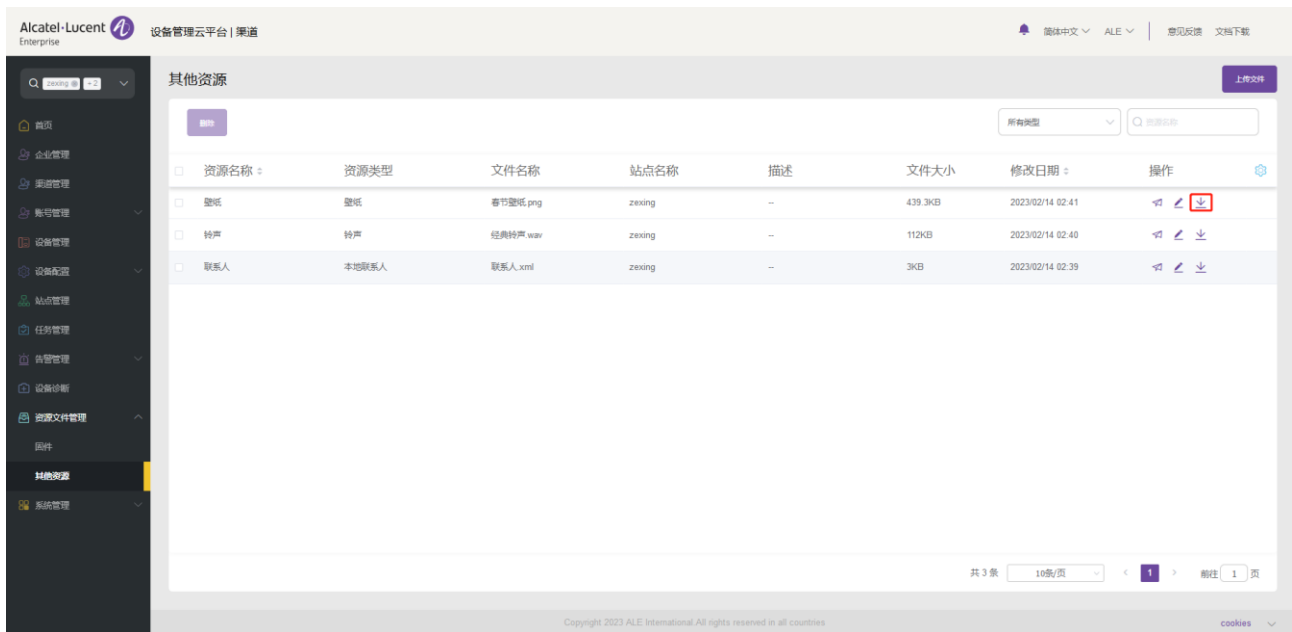 Alcatel·Lucent
Enterprise
设备管理云平台 | 渠道
简体中文 ALE 意见反馈 文档下载
zexing + 2
其他资源
上传文件
首页
企业管理
渠道管理
账号管理
设备管理
设备配置
站点管理
任务管理
告警管理
设备诊断
资源文件管理
固件
其他资源
系统管理
删除
所有类型 资源名称
资源名称 资源类型 文件名称 站点名称 描述 文件大小 修改日期 操作
壁纸 壁纸 春节壁纸.png zexing -- 439.3KB 2023/02/14 02:41
铃声 铃声 经典铃声.wav zexing -- 112KB 2023/02/14 02:40
联系人 本地联系人 联系人.xml zexing -- 3KB 2023/02/14 02:39
共 3 条 10条/页 < 1 > 前往 1 页
Copyright 2023 ALE International.All rights reserved in all countries
cookies